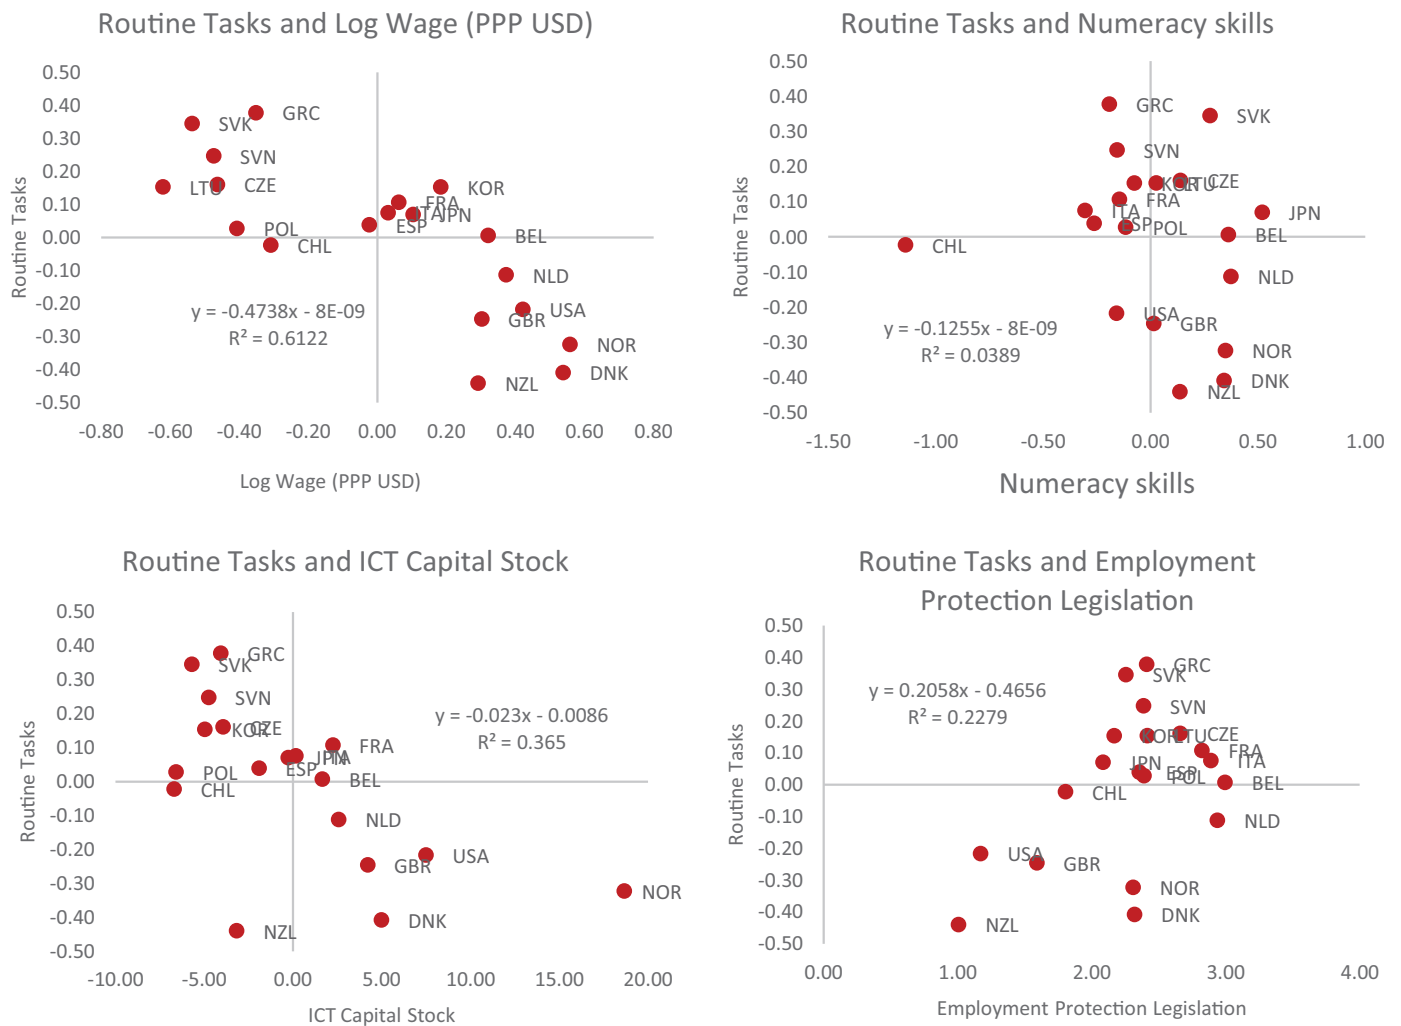 Routine Tasks and Log Wage (PPP USD)
0.50
0.40
0.30
0.20
0.10
0.00
-0.10
-0.20
-0.30
-0.40
-0.50
Routine Tasks
GRC
SVK
SVN
LTU
CZE
KOR
FRA
ITA
JPN
ESP
POL
CHL
BEL
NLD
USA
GBR
NOR
DNK
NZL
y = -0.4738x - 8E-09
R² = 0.6122
-0.80 -0.60 -0.40 -0.20 0.00 0.20 0.40 0.60 0.80
Log Wage (PPP USD)
Routine Tasks and Numeracy skills
0.50
0.40
0.30
0.20
0.10
0.00
-0.10
-0.20
-0.30
-0.40
-0.50
Routine Tasks
GRC
SVK
SVN
KOR
LTU
CZE
FRA
ITA
JPN
ESP
POL
BEL
CHL
NLD
USA
GBR
NOR
DNK
NZL
y = -0.1255x - 8E-09
R² = 0.0389
-1.50 -1.00 -0.50 0.00 0.50 1.00
Numeracy skills
Routine Tasks and ICT Capital Stock
0.50
0.40
0.30
0.20
0.10
0.00
-0.10
-0.20
-0.30
-0.40
-0.50
Routine Tasks
GRC
SVK
SVN
KOR
CZE
FRA
JPN
ITA
ESP
POL
BEL
CHL
NLD
USA
GBR
NOR
DNK
NZL
y = -0.023x - 0.0086
R² = 0.365
-10.00 -5.00 0.00 5.00 10.00 15.00 20.00
ICT Capital Stock
Routine Tasks and Employment
Protection Legislation
0.50
0.40
0.30
0.20
0.10
0.00
-0.10
-0.20
-0.30
-0.40
-0.50
Routine Tasks
GRC
SVK
SVN
KOR
LTU
CZE
FRA
ITA
JPN
ESP
POL
BEL
CHL
NLD
USA
GBR
NOR
DNK
NZL
y = 0.2058x - 0.4656
R² = 0.2279
0.00 1.00 2.00 3.00 4.00
Employment Protection Legislation